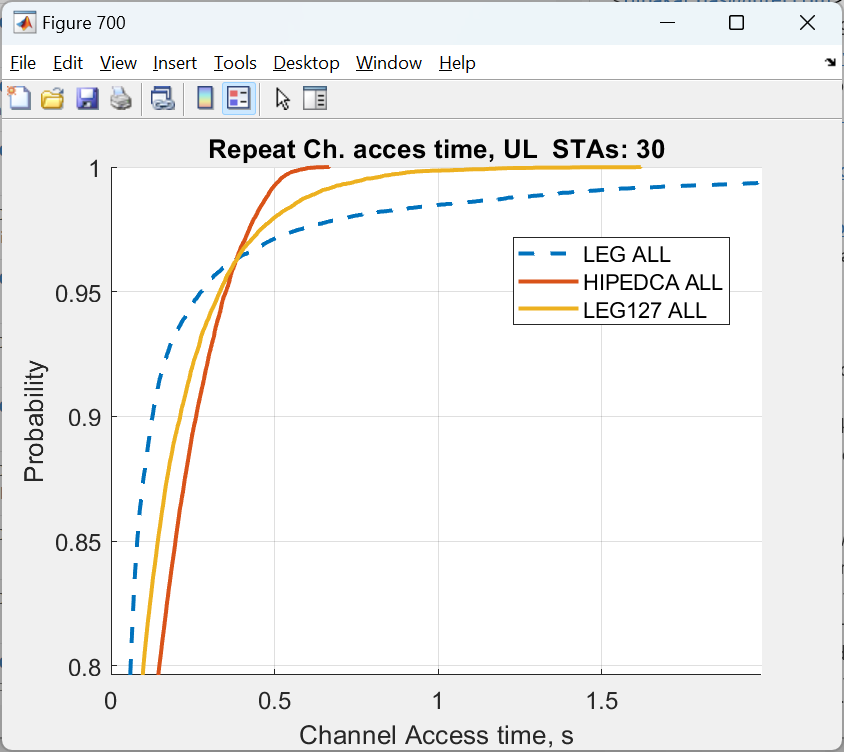 Figure 700
File Edit View Insert Tools Desktop Window Help
Repeat Ch. acces time, UL  STAs: 30
1
0.95
0.9
0.85
0.8
Probability
LEG ALL
HIPEDCA ALL
LEG127 ALL
0 0.5 1 1.5
Channel Access time, s